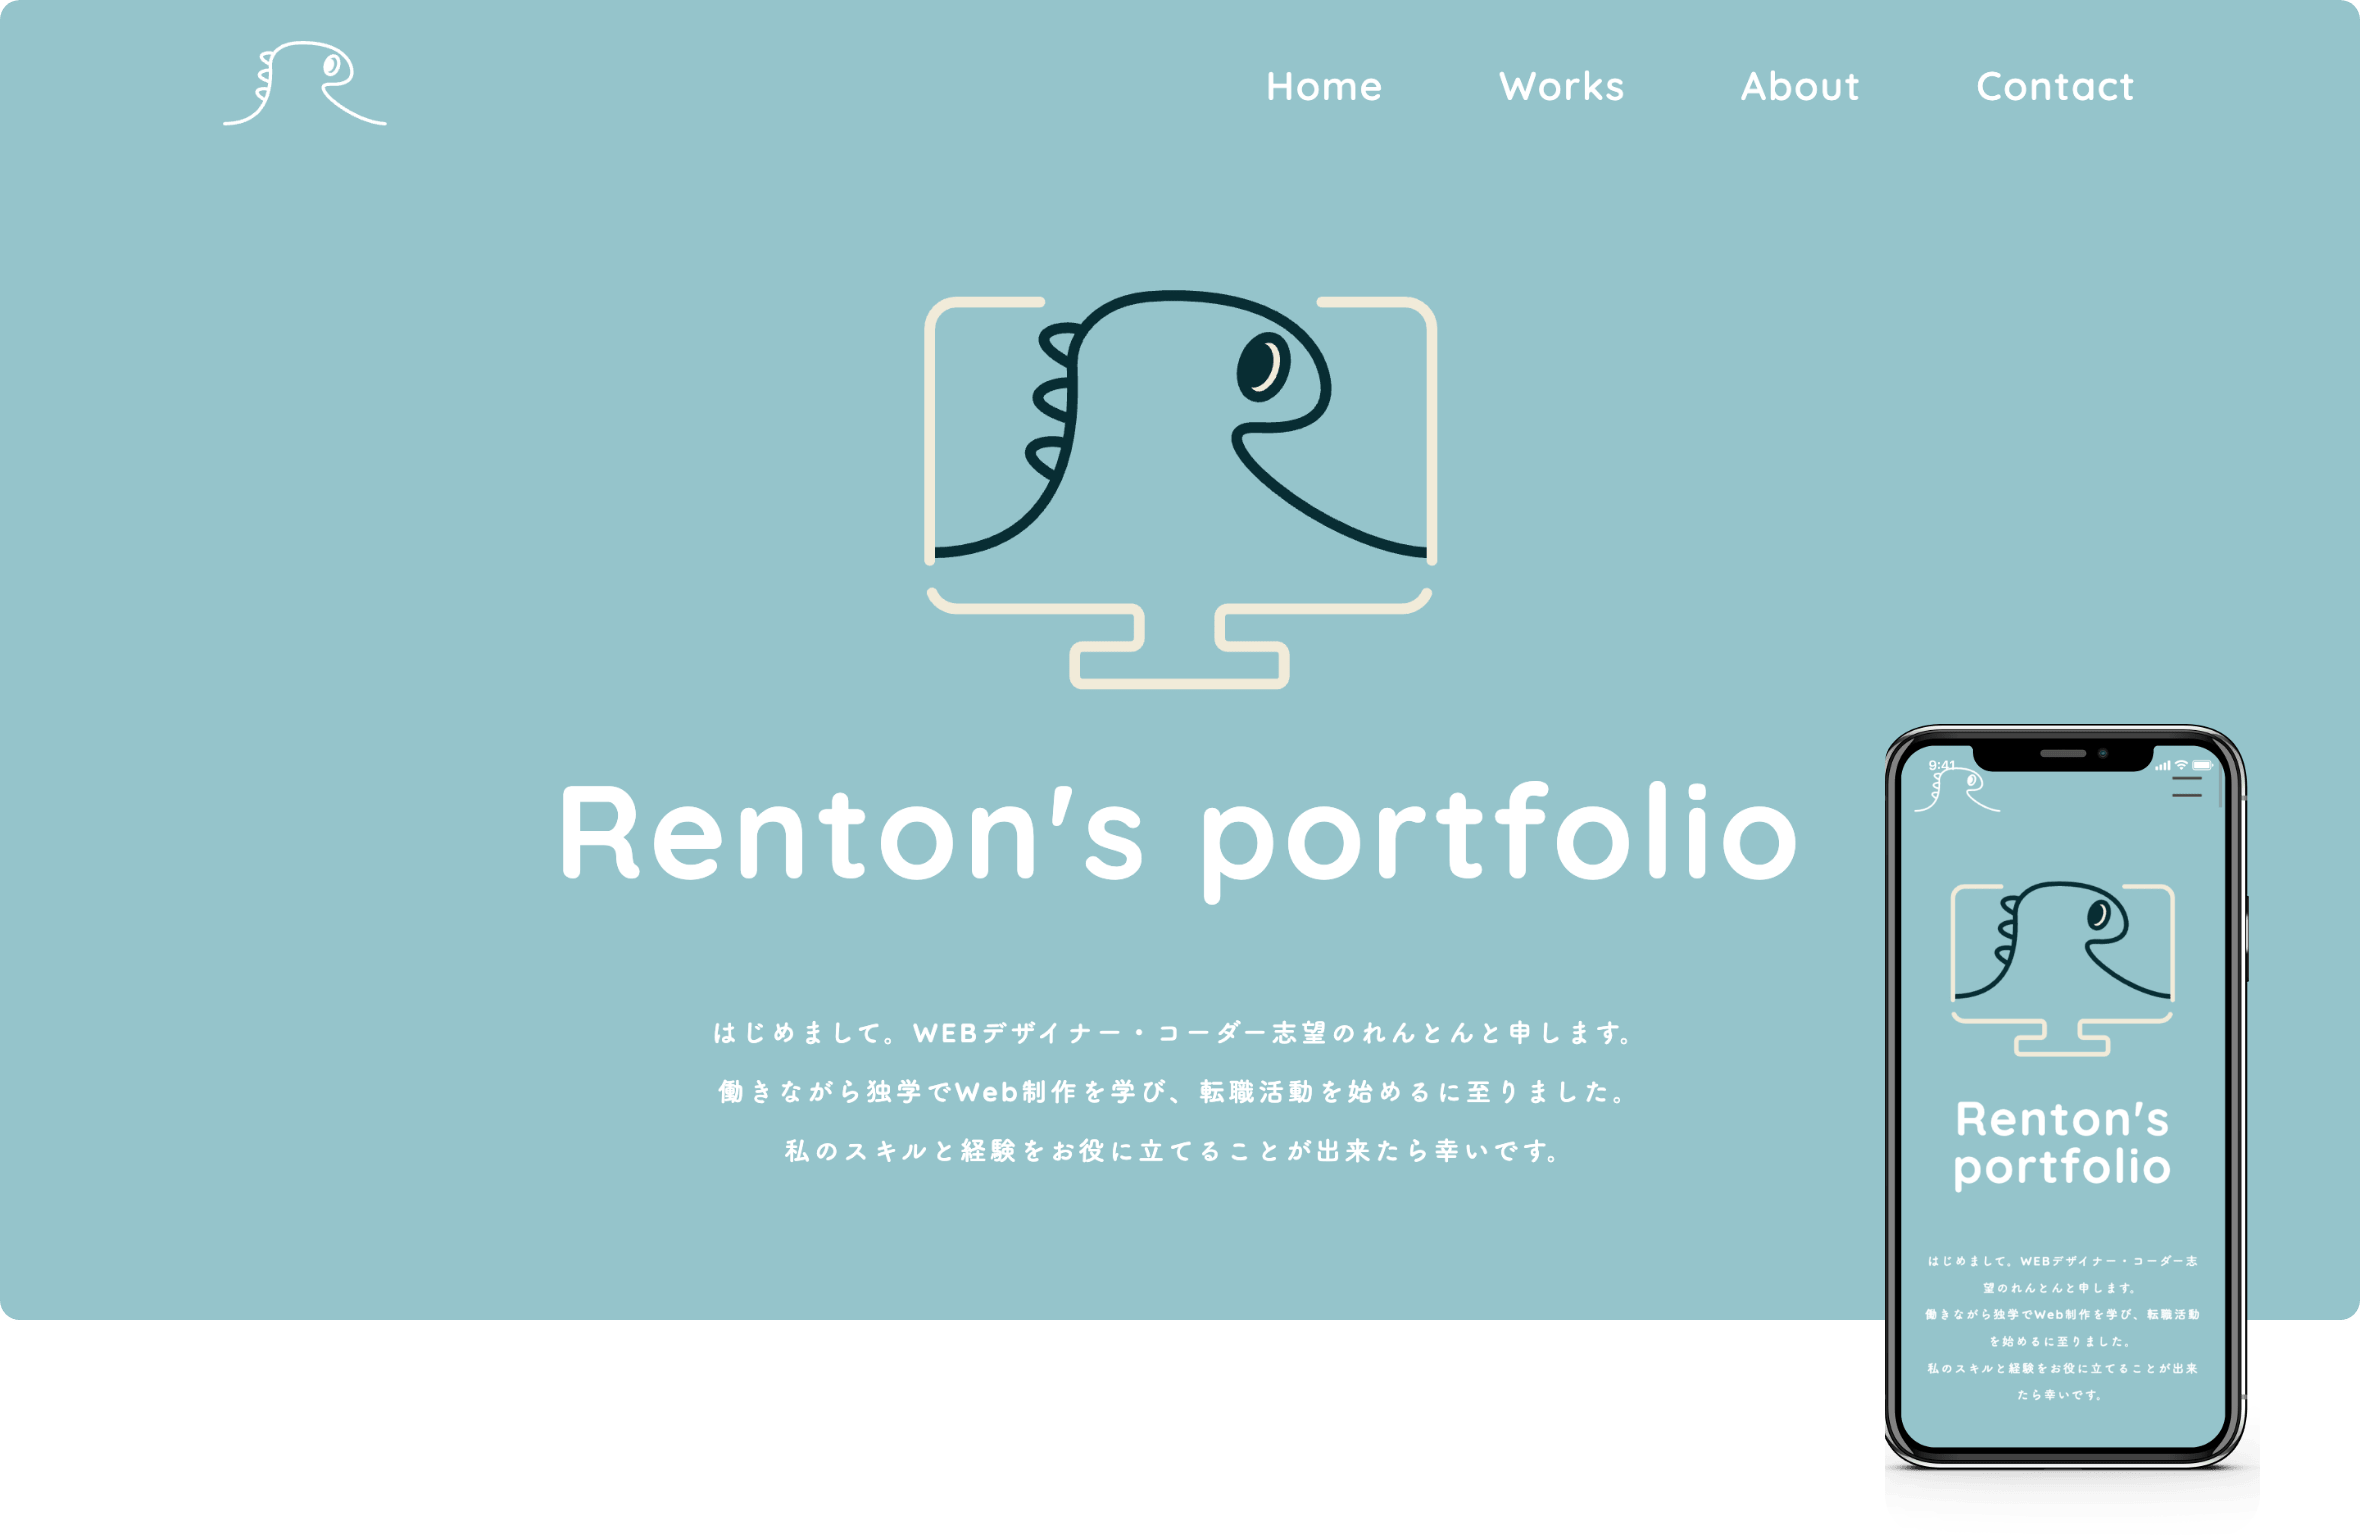 Home Works About Contact
Renton's portfolio
はじめまして。WEBデザイナー・コーダー志望のれんとんと申します。
働きながら独学でWeb制作を学び、転職活動を始めるに至りました。
私のスキルと経験をお役に立てることが出来たら幸いです。
9:41
Renton's
portfolio
はじめまして。WEBデザイナー・コーダー志
望のれんとんと申します。
働きながら独学でWeb制作を学び、転職活動
を始めるに至りました。
私のスキルと経験をお役に立てることが出来
たら幸いです。